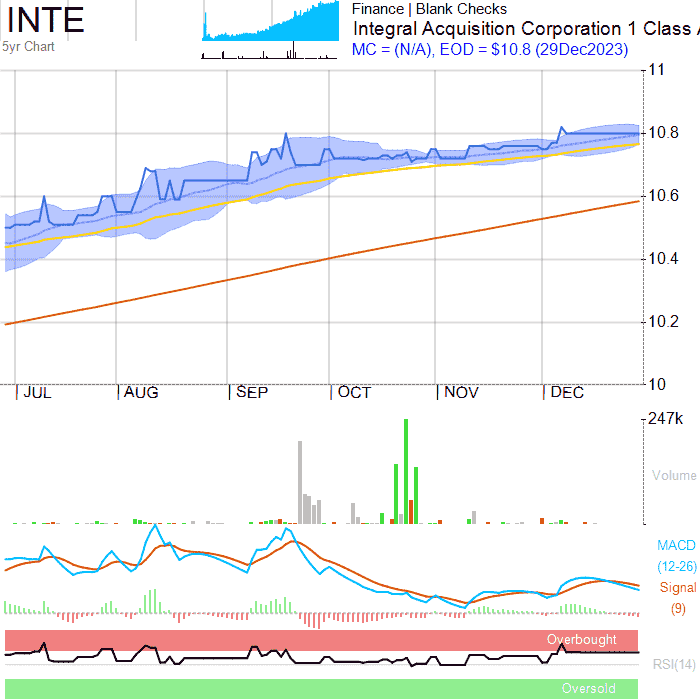 INTE
5yr Chart
Finance | Blank Checks
Integral Acquisition Corporation 1 Class A
MC = (N/A), EOD = $10.8 (29Dec2023)
11
10.8
10.6
10.4
10.2
10
JUL AUG SEP OCT NOV DEC
247k
Volume
MACD
(12-26)
Signal
(9)
Overbought
RSI(14)
Oversold